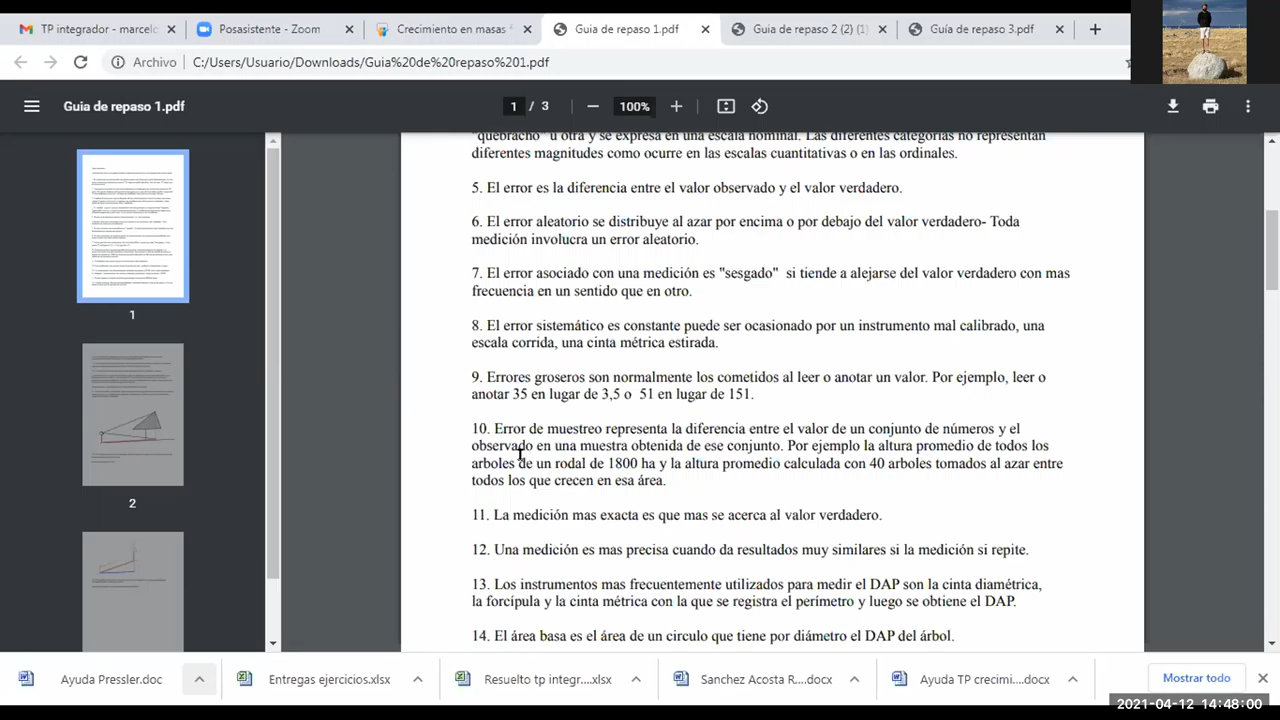 TP integrador - marcelo
Posasistente - Zoom
Crecimiento en masas
Guia de repaso 1.pdf
Guia de repaso 2 (2) (1)
Guía de repaso 3.pdf
Archivo
C:/Users/Usuario/Downloads/Guia%20de%20repaso%201.pdf
Guia de repaso 1.pdf
1 / 3
100%
"quebracho" u otra y se expresa en una escala nominal. Las diferentes categorías no representan
diferentes magnitudes como ocurre en las escalas cuantitativas o en las ordinales.
5. El error es la diferencia entre el valor observado y el valor verdadero.
6. El error aleatorio se distribuye al azar por encima o por debajo del valor verdadero- Toda
medición involucra un error aleatorio.
7. El error asociado con una medición es "sesgado" si tiende a alejarse del valor verdadero con mas
frecuencia en un sentido que en otro.
8. El error sistemático es constante puede ser ocasionado por un instrumento mal calibrado, una
escala corrida, una cinta métrica estirada.
9. Errores groseros son normalmente los cometidos al leer o anotar un valor. Por ejemplo, leer o
anotar 35 en lugar de 3,5 o 51 en lugar de 151.
10. Error de muestreo representa la diferencia entre el valor de un conjunto de números y el
observado en una muestra obtenida de ese conjunto. Por ejemplo la altura promedio de todos los
arboles de un rodal de 1800 ha y la altura promedio calculada con 40 arboles tomados al azar entre
todos los que crecen en esa área.
11. La medición mas exacta es que mas se acerca al valor verdadero.
12. Una medición es mas precisa cuando da resultados muy similares si la medición si repite.
13. Los instrumentos mas frecuentemente utilizados para medir el DAP son la cinta diamétrica,
la forcípula y la cinta métrica con la que se registra el perímetro y luego se obtiene el DAP.
14. El área basa es el área de un circulo que tiene por diámetro el DAP del árbol.
1
2
Ayuda Pressler.doc
Entregas ejercicios.xlsx
Resuelto tp integr....xlsx
Sanchez Acosta R....docx
Ayuda TP crecimi....docx
Mostrar todo
2021-04-12 14:48:00